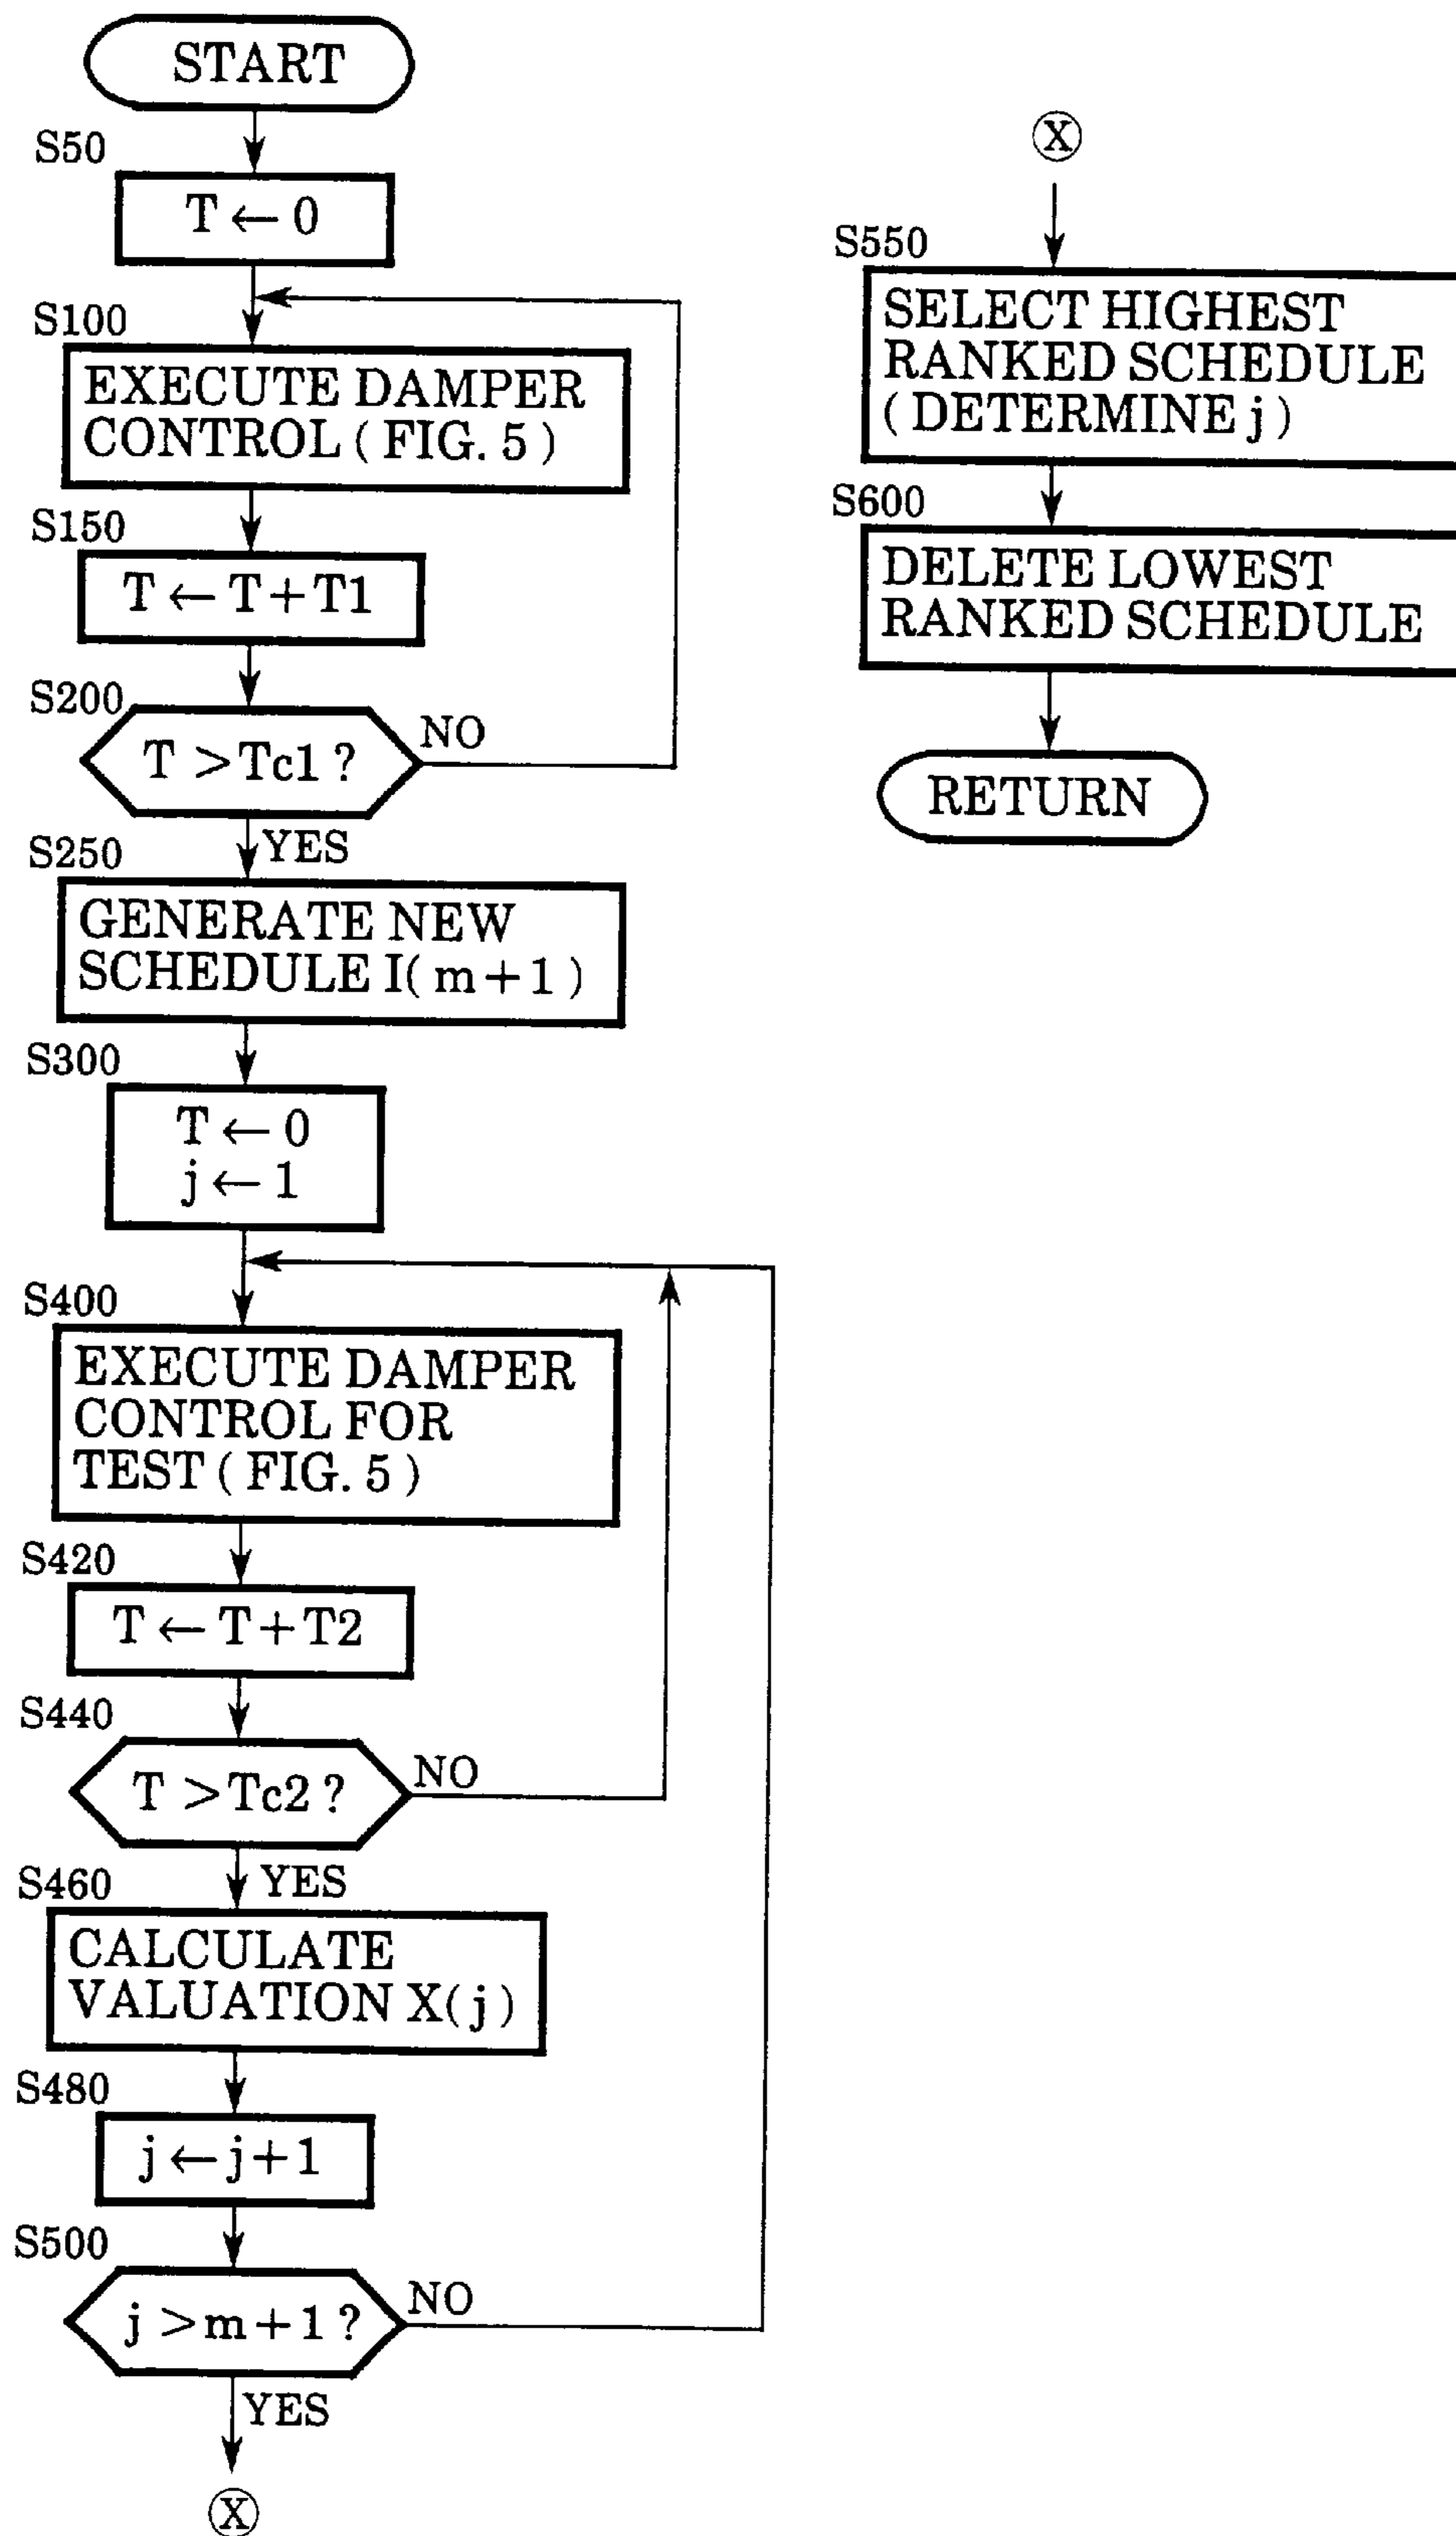 START
S50
T ← 0
S100
EXECUTE DAMPER
CONTROL ( FIG. 5 )
S150
T ← T + T1
S200
T > Tc1 ?
NO
YES
S250
GENERATE NEW
SCHEDULE I( m + 1 )
S300
T ← 0
j ← 1
S400
EXECUTE DAMPER
CONTROL FOR
TEST ( FIG. 5 )
S420
T ← T + T2
S440
T > Tc2 ?
NO
YES
S460
CALCULATE
VALUATION X( j )
S480
j ← j + 1
S500
j > m + 1 ?
NO
YES
X
X
S550
SELECT HIGHEST
RANKED SCHEDULE
( DETERMINE j )
S600
DELETE LOWEST
RANKED SCHEDULE
RETURN